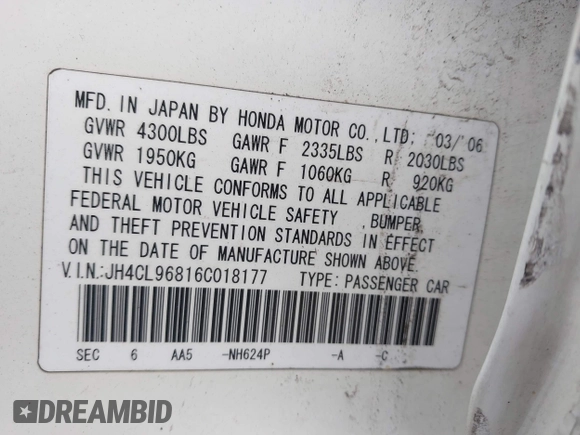 MFD. IN JAPAN BY HONDA MOTOR CO., LTD; 03/'06
GVWR 4300LBS GAWR F 2335LBS R 2030LBS
GVWR 1950KG GAWR F 1060KG R 920KG
THIS VEHICLE CONFORMS TO ALL APPLICABLE
FEDERAL MOTOR VEHICLE SAFETY ,BUMPER
AND THEFT PREVENTION STANDARDS IN EFFECT
ON THE DATE OF MANUFACTURE SHOWN ABOVE.
V.I.N:JH4CL96816C018177 TYPE: PASSENGER CAR
SEC 6 AA5 -NH624P -A -C
DREAMBID